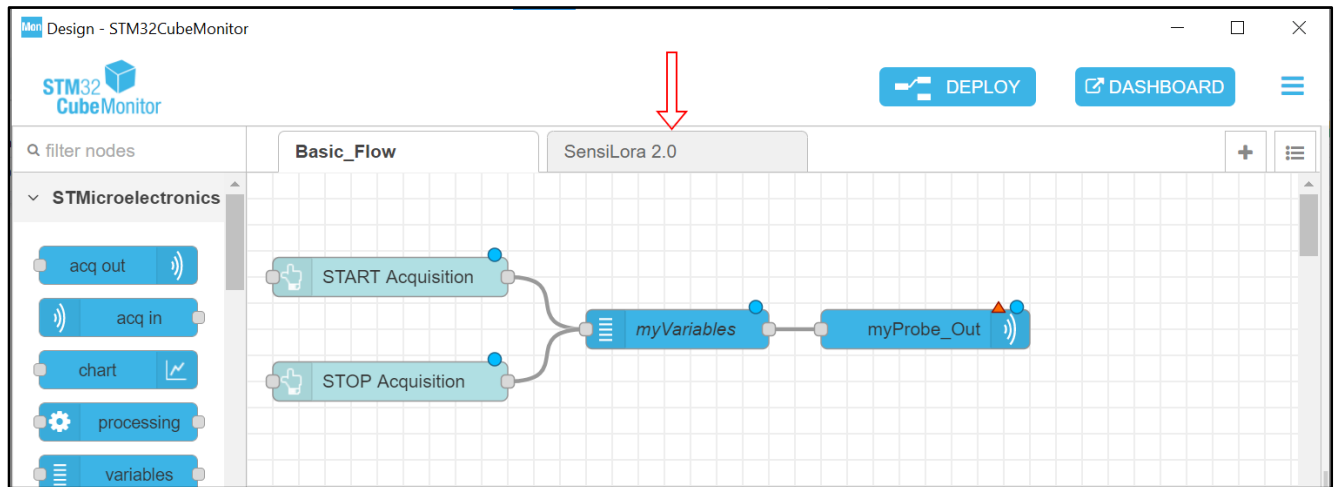 Mon Design - STM32CubeMonitor
STM32
CubeMonitor
DEPLOY
DASHBOARD
filter nodes
Basic_Flow
SensiLora 2.0
STMicroelectronics
acq out
acq in
chart
processing
variables
START Acquisition
STOP Acquisition
myVariables
myProbe_Out